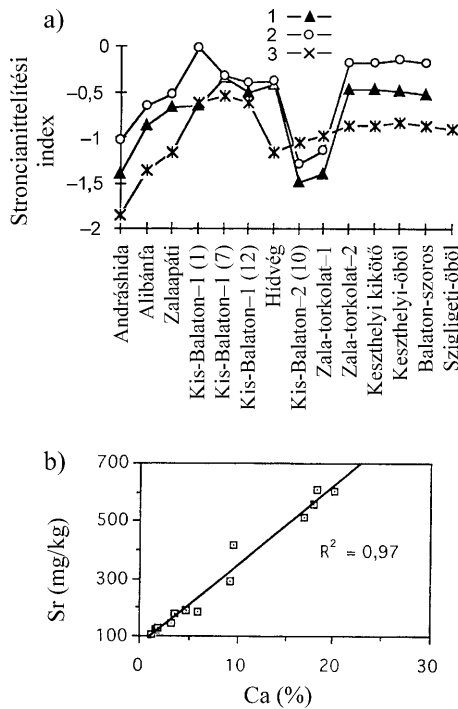 a)
1
2
3
Stroncianittelítési
index
0
-0,5
-1
-1,5
-2
Andráshida
Alibánfa
Zalaapáti
Kis-Balaton-1 (1)
Kis-Balaton-1 (7)
Kis-Balaton-1 (12)
Hídvég
Kis-Balaton-2 (10)
Zala-torkolat-1
Zala-torkolat-2
Keszthelyi kikötő
Keszthelyi-öböl
Balaton-szoros
Szigligeti-öböl
b)
700
500
300
100
Sr (mg/kg)
R² = 0,97
0 10 20 30
Ca (%)